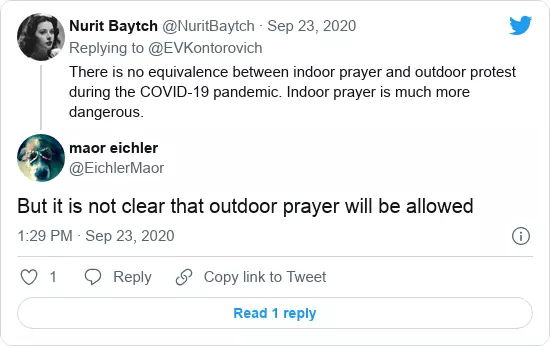 Nurit Baytch @NuritBaytch · Sep 23, 2020
Replying to @EVKontorovich
There is no equivalence between indoor prayer and outdoor protest
during the COVID-19 pandemic. Indoor prayer is much more
dangerous.
maor eichler
@EichlerMaor
But it is not clear that outdoor prayer will be allowed
1:29 PM · Sep 23, 2020
1 Reply Copy link to Tweet
Read 1 reply